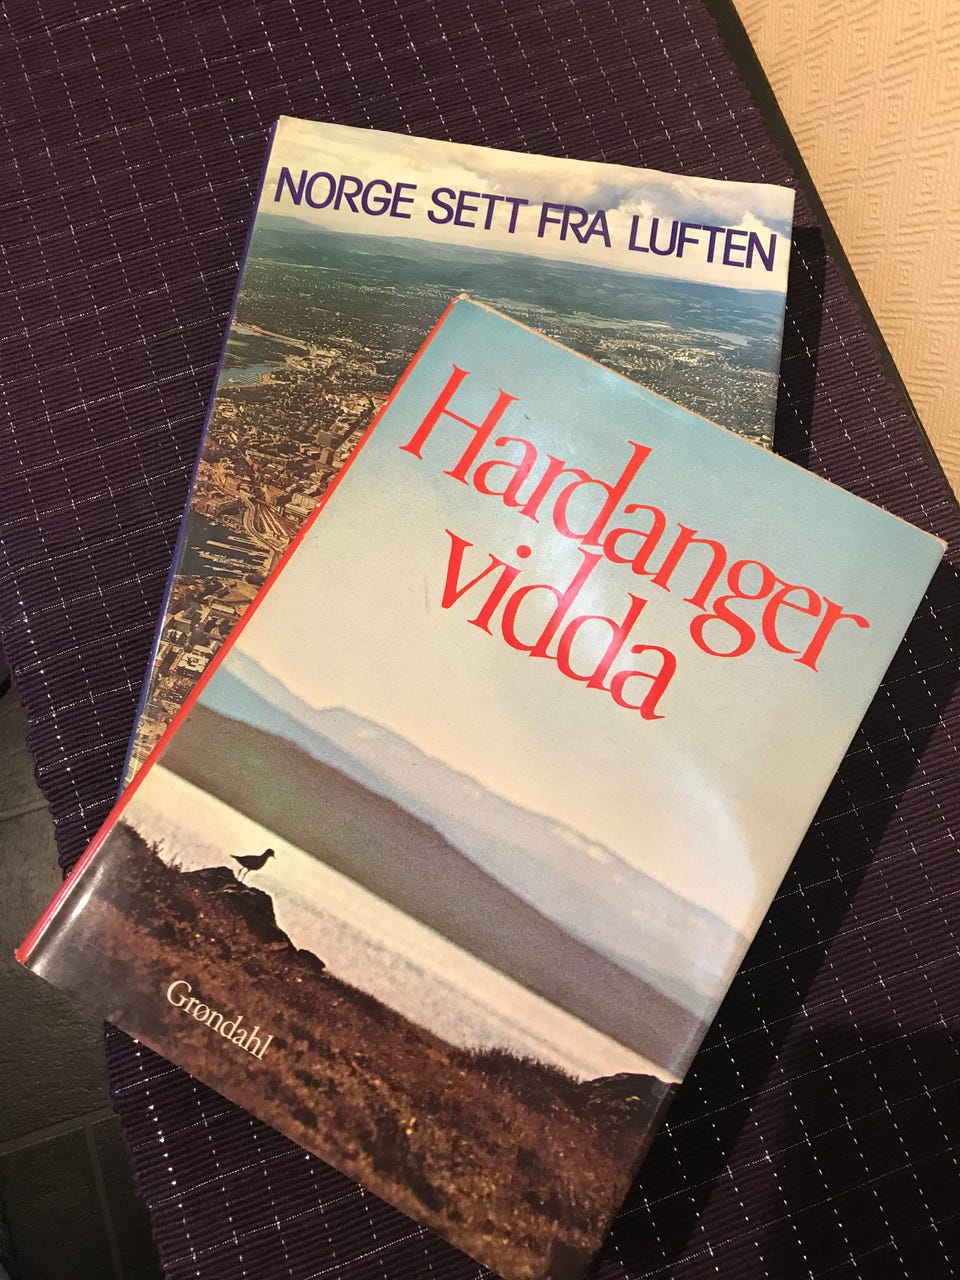 NORGE SETT FRA LUFTEN
Hardanger
vidda
Grøndahl